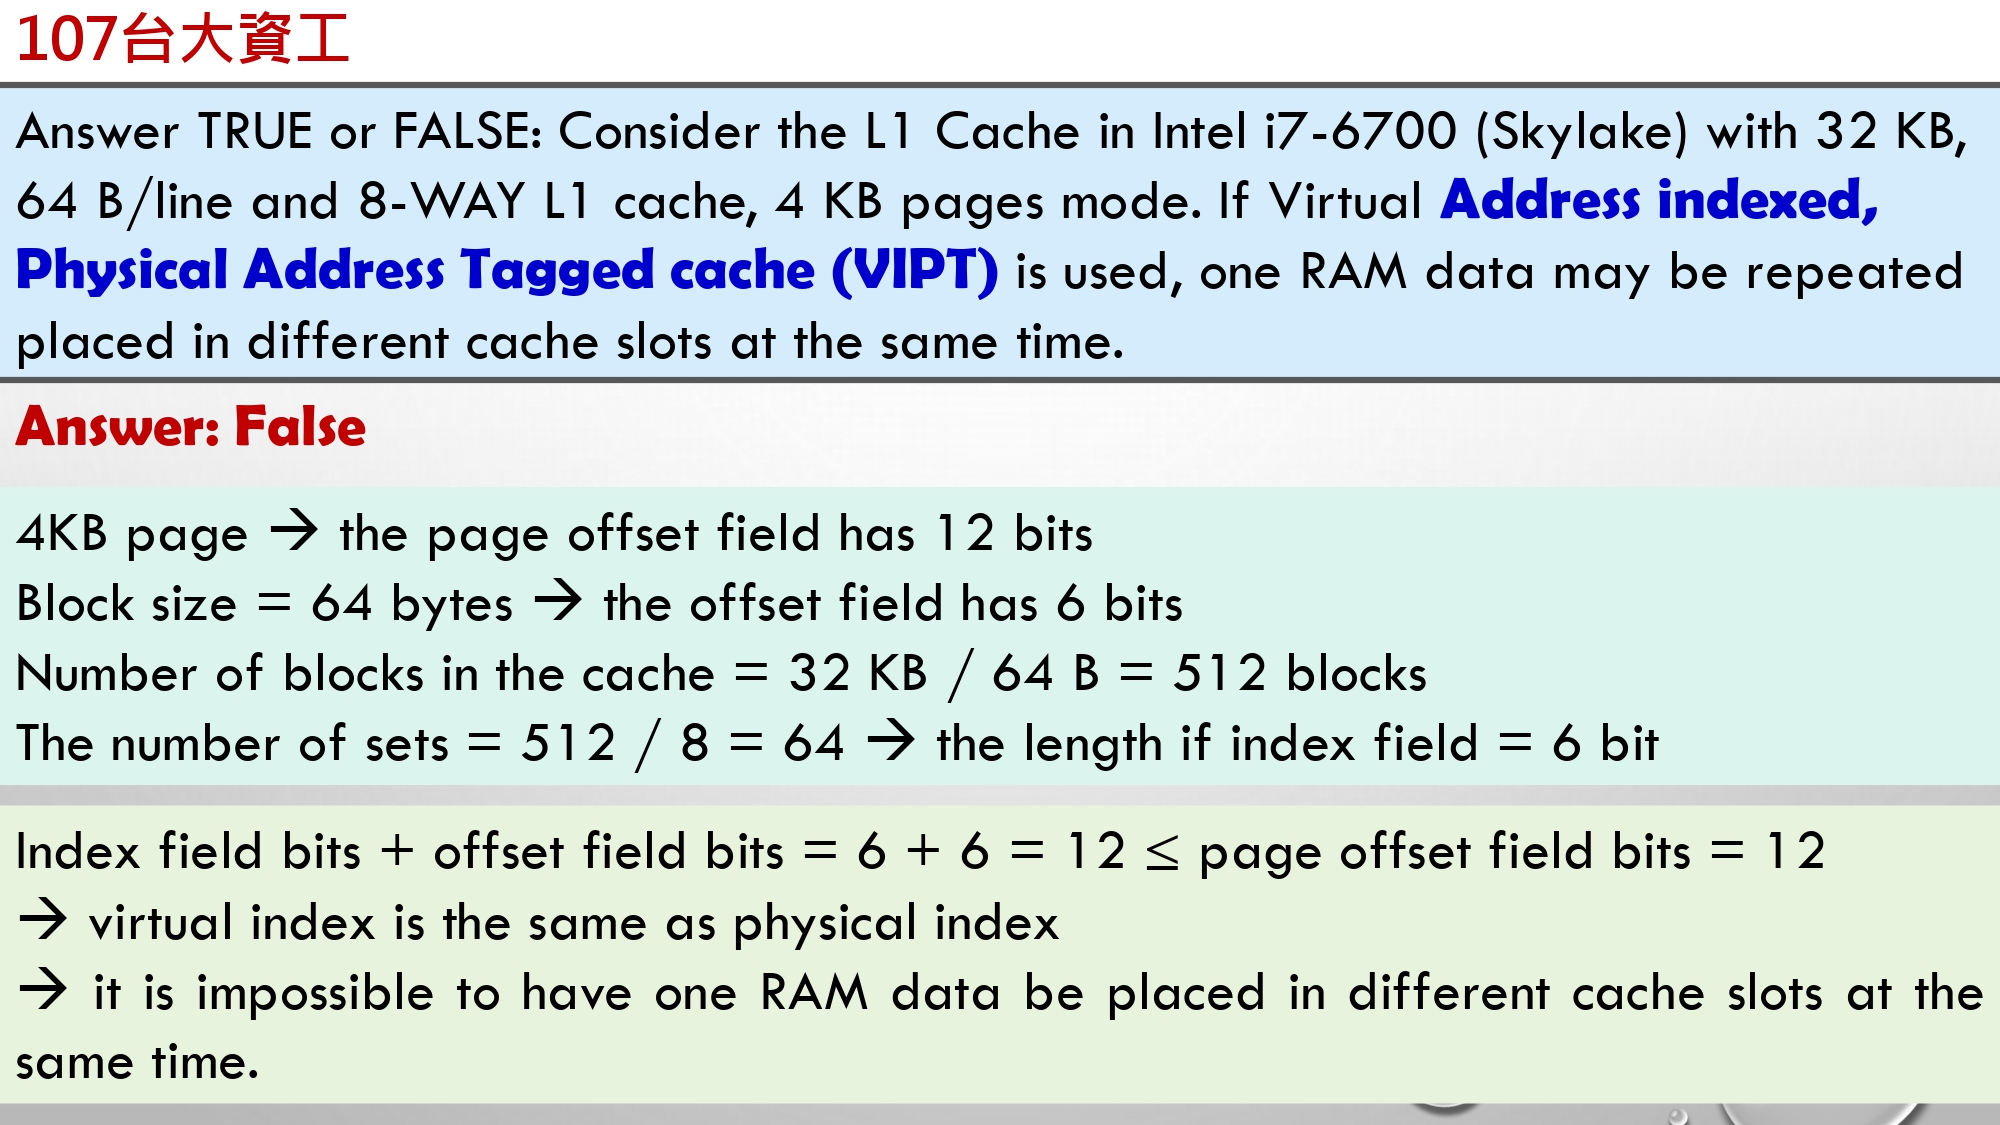 107台大資工
Answer TRUE or FALSE: Consider the L1 Cache in Intel i7-6700 (Skylake) with 32 KB,
64 B/line and 8-WAY L1 cache, 4 KB pages mode. If Virtual Address indexed,
Physical Address Tagged cache (VIPT) is used, one RAM data may be repeated
placed in different cache slots at the same time.
Answer: False
4KB page → the page offset field has 12 bits
Block size = 64 bytes → the offset field has 6 bits
Number of blocks in the cache = 32 KB / 64 B = 512 blocks
The number of sets = 512 / 8 = 64 → the length if index field = 6 bit
Index field bits + offset field bits = 6 + 6 = 12 ≤ page offset field bits = 12
→ virtual index is the same as physical index
→ it is impossible to have one RAM data be placed in different cache slots at the
same time.